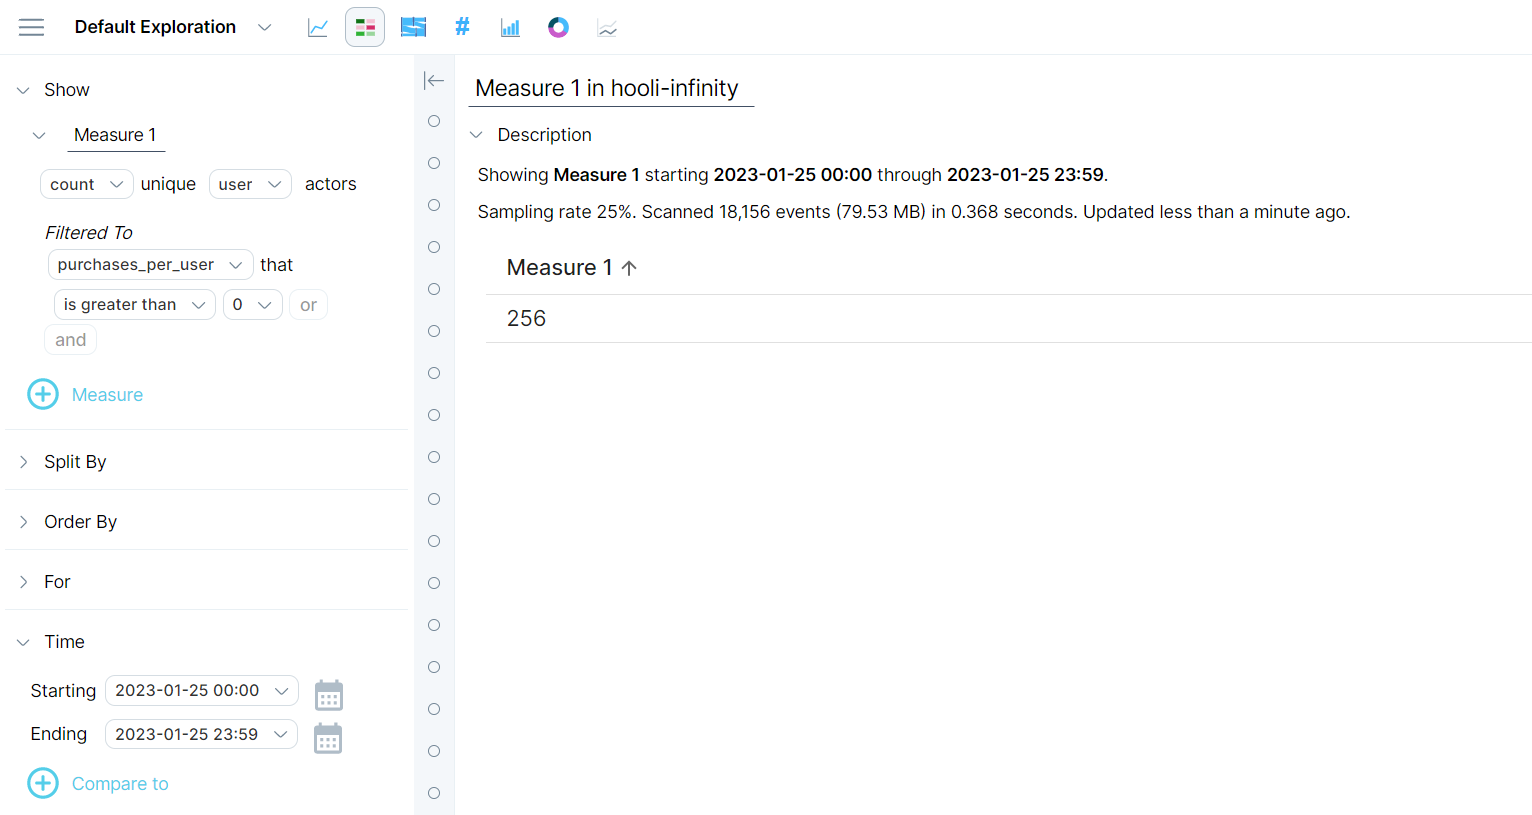 Default Exploration
#
Show
Measure 1
count unique user actors
Filtered To
purchases_per_user that
is greater than 0 or
and
Measure
Split By
Order By
For
Time
Starting 2023-01-25 00:00
Ending 2023-01-25 23:59
Compare to
Measure 1 in hooli-infinity
Description
Showing Measure 1 starting 2023-01-25 00:00 through 2023-01-25 23:59.
Sampling rate 25%. Scanned 18,156 events (79.53 MB) in 0.368 seconds. Updated less than a minute ago.
Measure 1
256